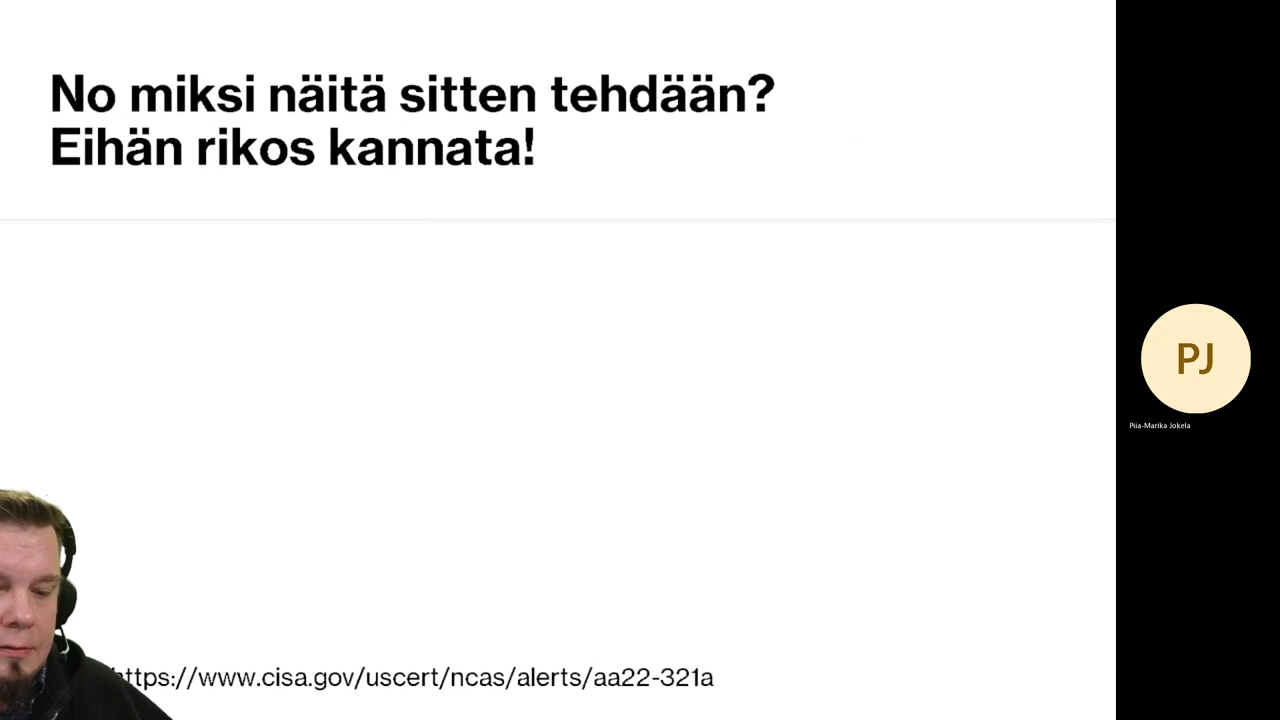 No miksi näitä sitten tehdään?
Eihän rikos kannata!
PJ
Piia-Marika Jokela
https://www.cisa.gov/uscert/ncas/alerts/aa22-321a